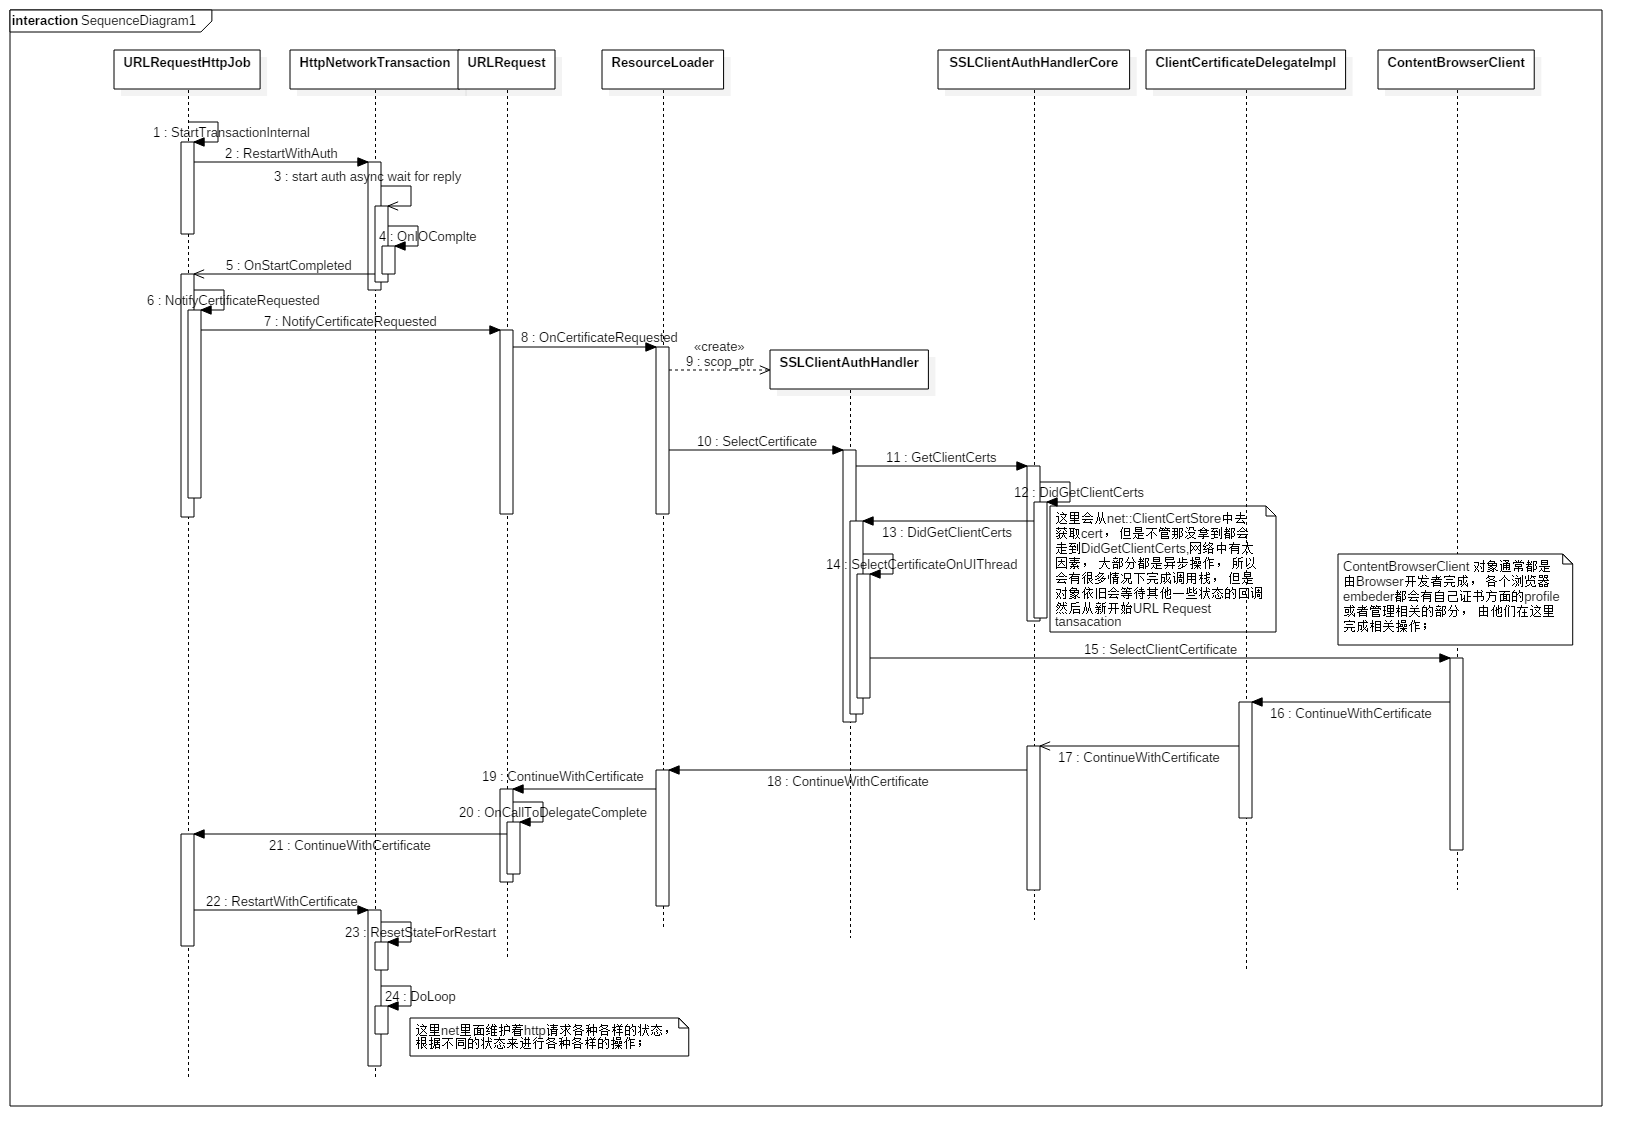 interaction SequenceDiagram1
URLRequestHttpJob
HttpNetworkTransaction
URLRequest
ResourceLoader
SSLClientAuthHandlerCore
ClientCertificateDelegateImpl
ContentBrowserClient
1 : StartTransactionInternal
2 : RestartWithAuth
3 : start auth async wait for reply
4 : OnIOComplte
5 : OnStartCompleted
6 : NotifyCertificateRequested
7 : NotifyCertificateRequested
8 : OnCertificateRequested
«create»
9 : scop_ptr
SSLClientAuthHandler
10 : SelectCertificate
11 : GetClientCerts
12 : DidGetClientCerts
13 : DidGetClientCerts
14 : SelectCertificateOnUIThread
这里会从net::ClientCertStore中去
获取cert，但是不管那没拿到都会
走到DidGetClientCerts,网络中有太
因素，大部分都是异步操作，所以
会有很多情况下完成调用栈，但是
对象依旧会等待其他一些状态的回调
然后从新开始URL Request
tansacation
ContentBrowserClient 对象通常都是
由Browser开发者完成，各个浏览器
embeder都会有自己证书方面的profile
或者管理相关的部分，由他们在这里
完成相关操作；
15 : SelectClientCertificate
16 : ContinueWithCertificate
17 : ContinueWithCertificate
18 : ContinueWithCertificate
19 : ContinueWithCertificate
20 : OnCallToDelegateComplete
21 : ContinueWithCertificate
22 : RestartWithCertificate
23 : ResetStateForRestart
24 : DoLoop
这里net里面维护着http请求各种各样的状态，
根据不同的状态来进行各种各样的操作；